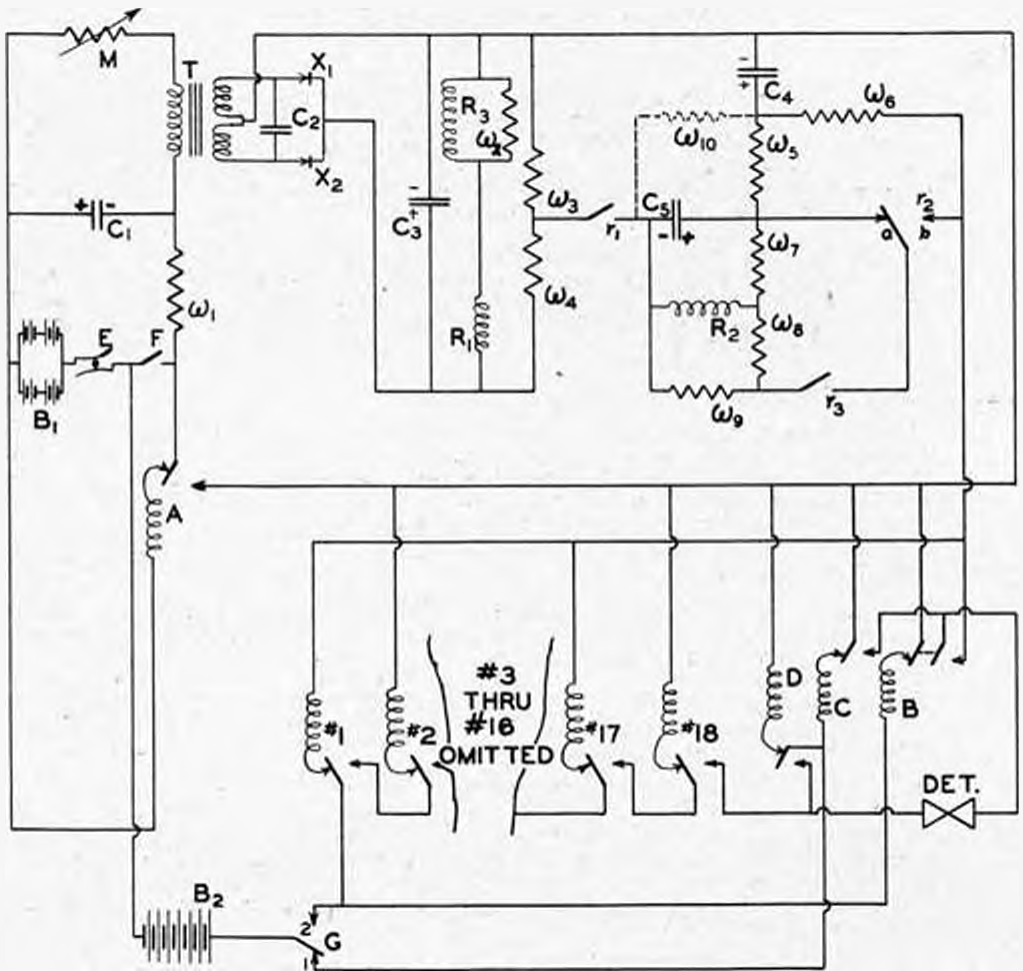 M
T
X₁
C₂
X₂
C₁
+ -
ω₁
E
F
B₁
A
R₃
ω₂
C₃
-
+
R₁
ω₃
ω₄
r₁
C₄
-
+
ω₆
ω₁₀
ω₅
C₅
- +
r₂
a b
ω₇
R₂
ω₈
ω₉
r₃
#1
#2
#3
THRU
#16
OMITTED
#17
#18
D
C
B
DET.
B₂
2
G
1